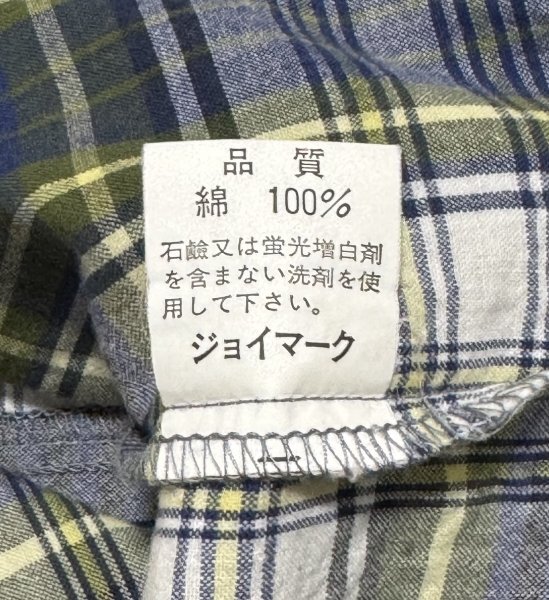 品 質
綿 100%
石鹼又は蛍光増白剤
を含まない洗剤を使
用して下さい。
ジョイマーク